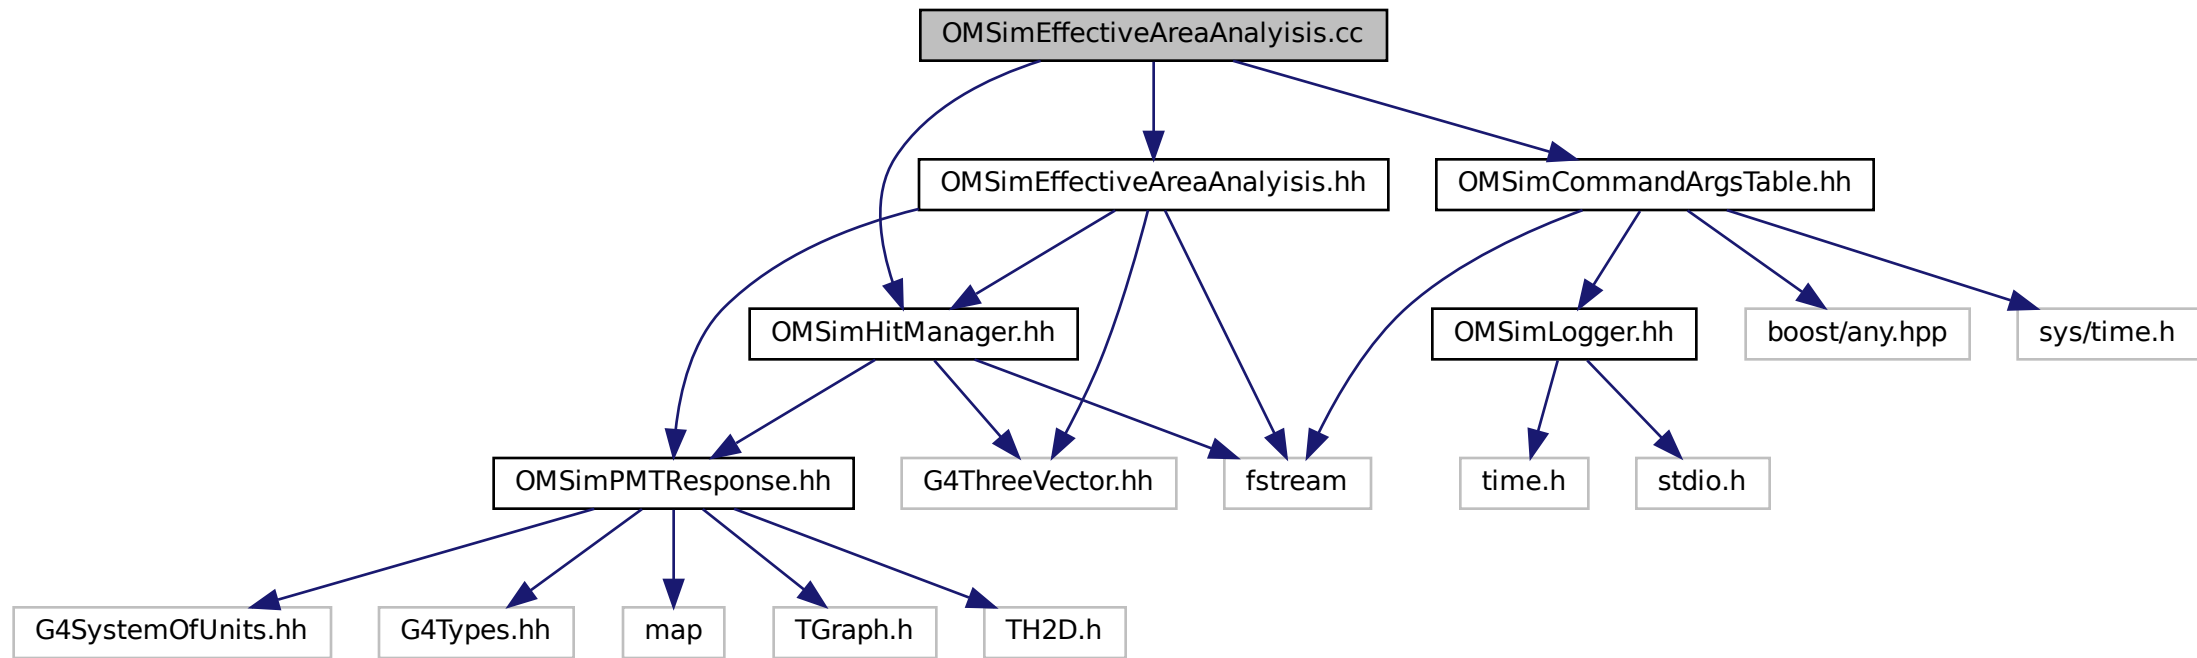 OMSimEffectiveAreaAnalyisis.cc
OMSimEffectiveAreaAnalyisis.hh
OMSimCommandArgsTable.hh
OMSimHitManager.hh
OMSimLogger.hh
boost/any.hpp
sys/time.h
OMSimPMTResponse.hh
G4ThreeVector.hh
fstream
time.h
stdio.h
G4SystemOfUnits.hh
G4Types.hh
map
TGraph.h
TH2D.h